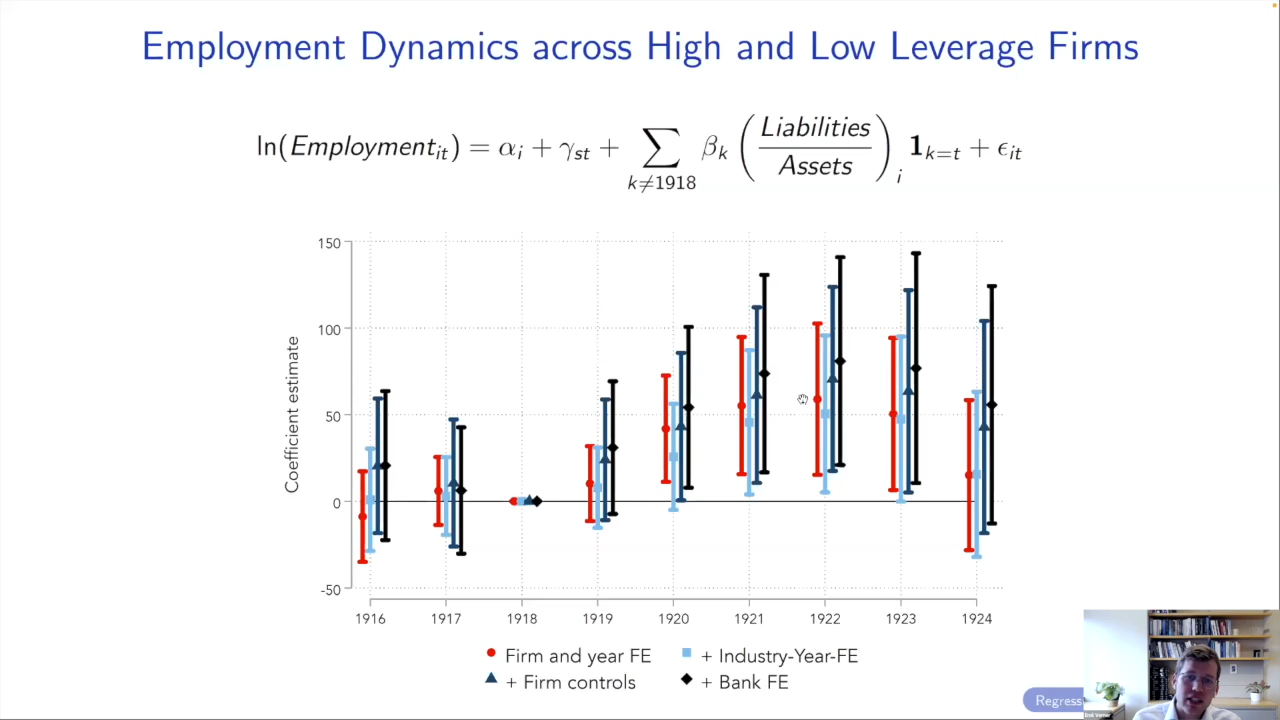 Employment Dynamics across High and Low Leverage Firms
ln(Employment_it) = α_i + γ_st + ∑_{k≠1918} β_k (Liabilities / Assets)_i 1_{k=t} + ϵ_it
Coefficient estimate
150
100
50
0
-50
1916 1917 1918 1919 1920 1921 1922 1923 1924
Firm and year FE + Industry-Year-FE
+ Firm controls + Bank FE
Regress
Emil Verner